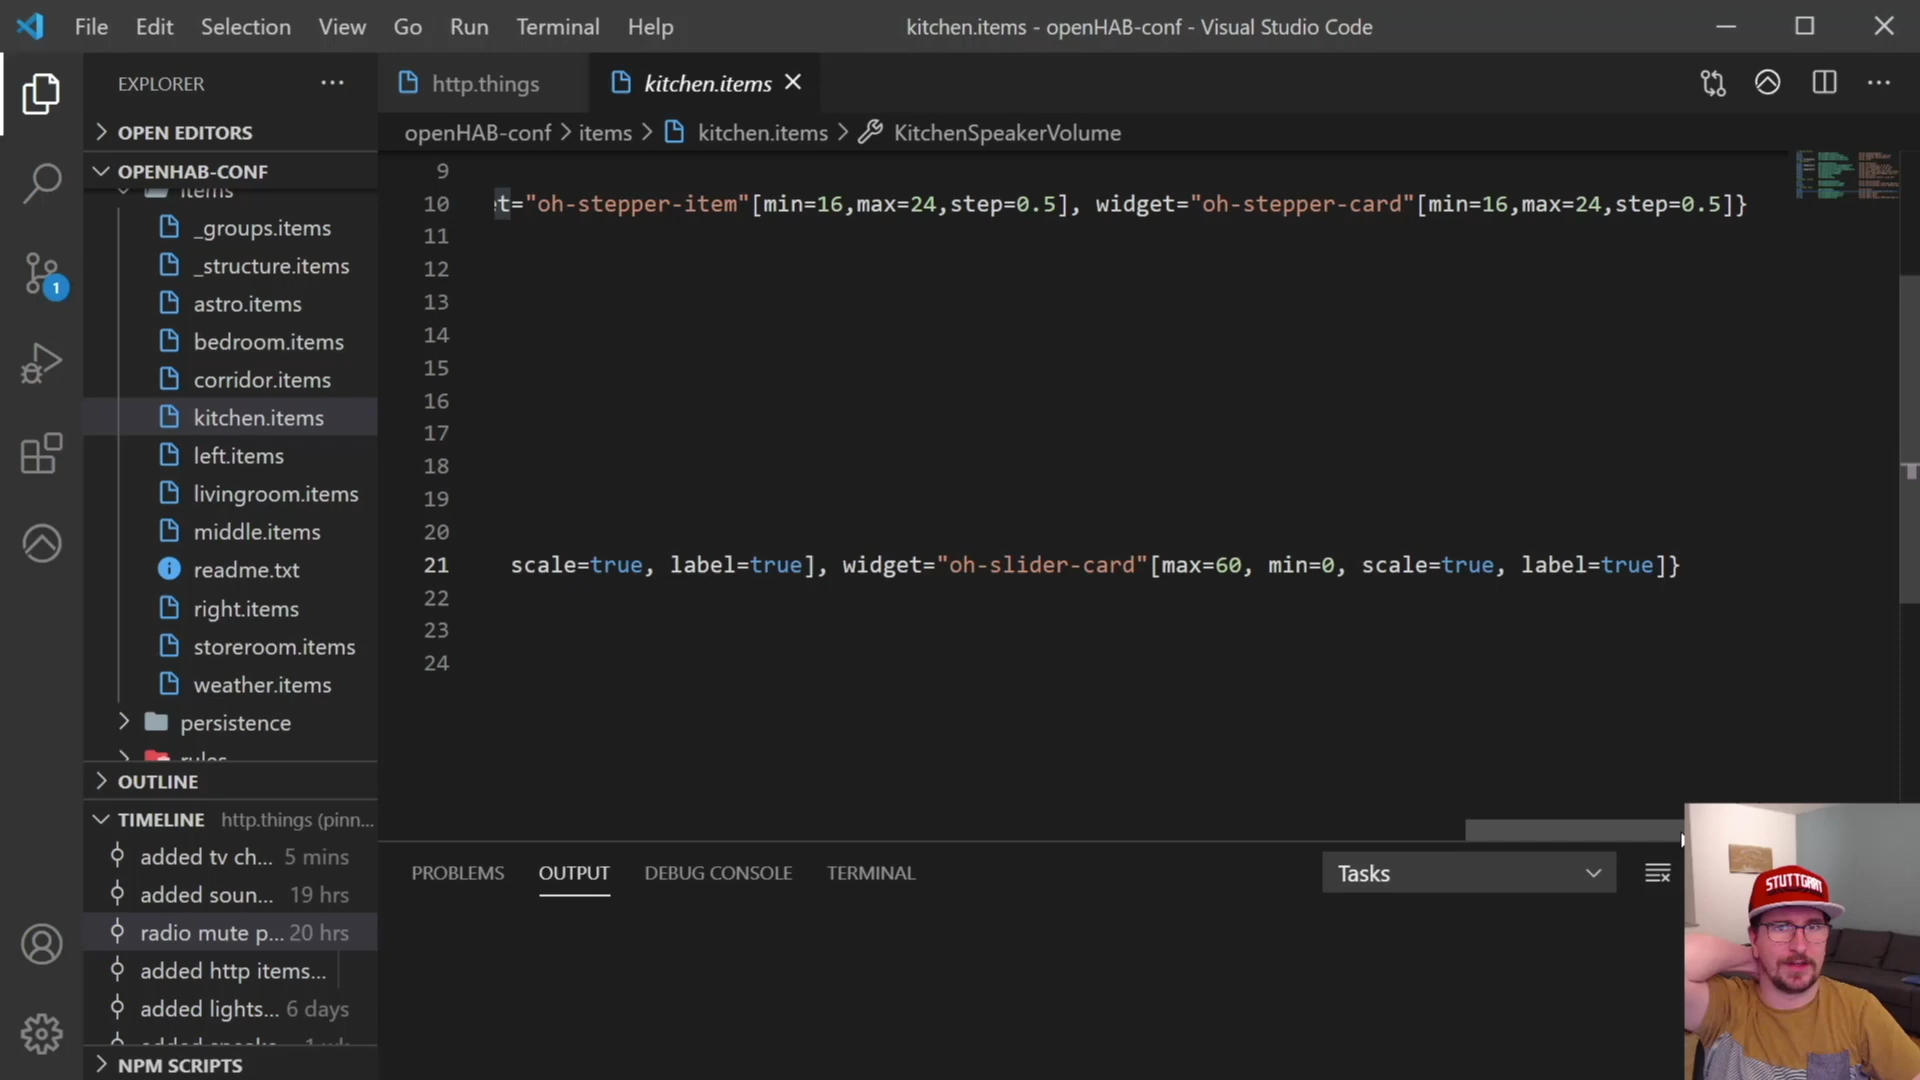 File Edit Selection View Go Run Terminal Help
kitchen.items - openHAB-conf - Visual Studio Code
EXPLORER
http.things
kitchen.items
OPEN EDITORS
openHAB-conf > items > kitchen.items > KitchenSpeakerVolume
OPENHAB-CONF
items
_groups.items
_structure.items
astro.items
bedroom.items
corridor.items
kitchen.items
left.items
livingroom.items
middle.items
readme.txt
right.items
storeroom.items
weather.items
persistence
rules
OUTLINE
TIMELINE http.things (pinn...
added tv ch... 5 mins
added soun... 19 hrs
radio mute p... 20 hrs
added http items...
added lights... 6 days
NPM SCRIPTS
1
9
10 t="oh-stepper-item"[min=16,max=24,step=0.5], widget="oh-stepper-card"[min=16,max=24,step=0.5]}
11
12
13
14
15
16
17
18
19
20
21 scale=true, label=true], widget="oh-slider-card"[max=60, min=0, scale=true, label=true]}
22
23
24
PROBLEMS OUTPUT DEBUG CONSOLE TERMINAL
Tasks
STUTTGART